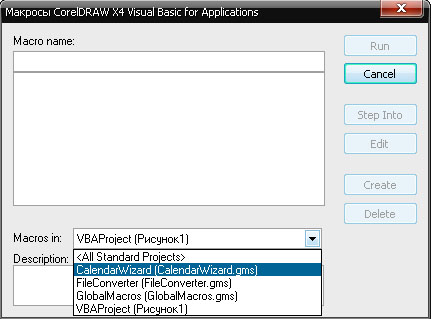 Макросы CorelDRAW X4 Visual Basic for Applications
Macro name:
Run
Cancel
Step Into
Edit
Create
Delete
Macros in:
VBAProject (Рисунок1)
Description:
<All Standard Projects>
CalendarWizard (CalendarWizard.gms)
FileConverter (FileConverter.gms)
GlobalMacros (GlobalMacros.gms)
VBAProject (Рисунок1)